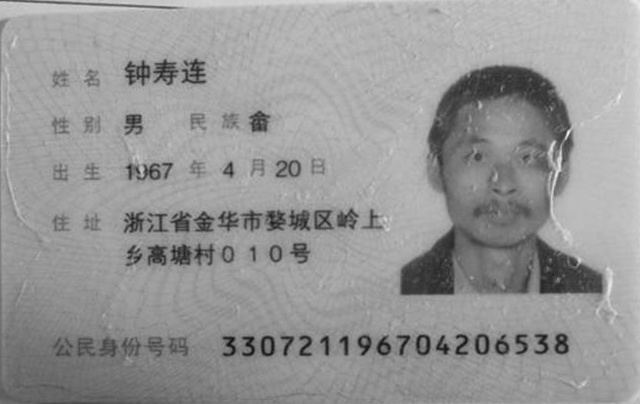 姓名 钟寿连
性别 男 民族 畲
出生 1967 年 4 月 20 日
住址 浙江省金华市婺城区岭上
乡高塘村010号
公民身份号码 330721196704206538